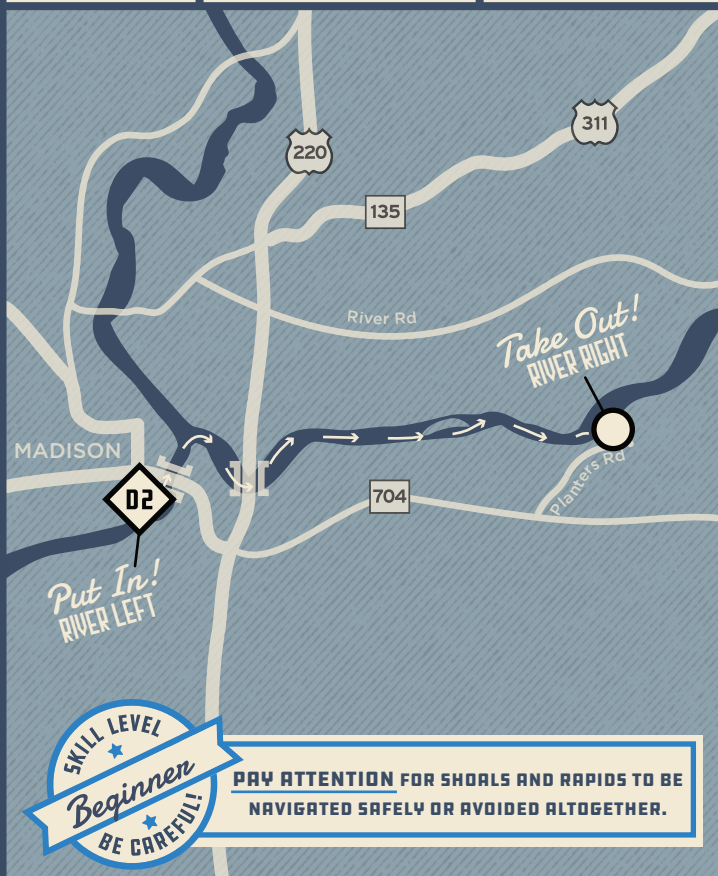 220
311
135
River Rd
Take Out!
RIVER RIGHT
MADISON
D2
704
Planters Rd
Put In!
RIVER LEFT
SKILL LEVEL
Beginner
BE CAREFUL!
PAY ATTENTION FOR SHOALS AND RAPIDS TO BE
NAVIGATED SAFELY OR AVOIDED ALTOGETHER.